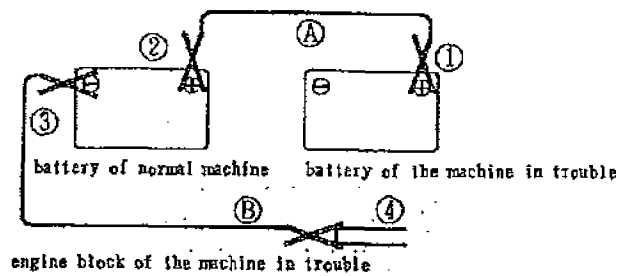 Ⓐ
② ①
⊖ ⊕ ⊖ ⊕
③
battery of normal machine battery of the machine in trouble
Ⓑ ④
engine block of the machine in trouble